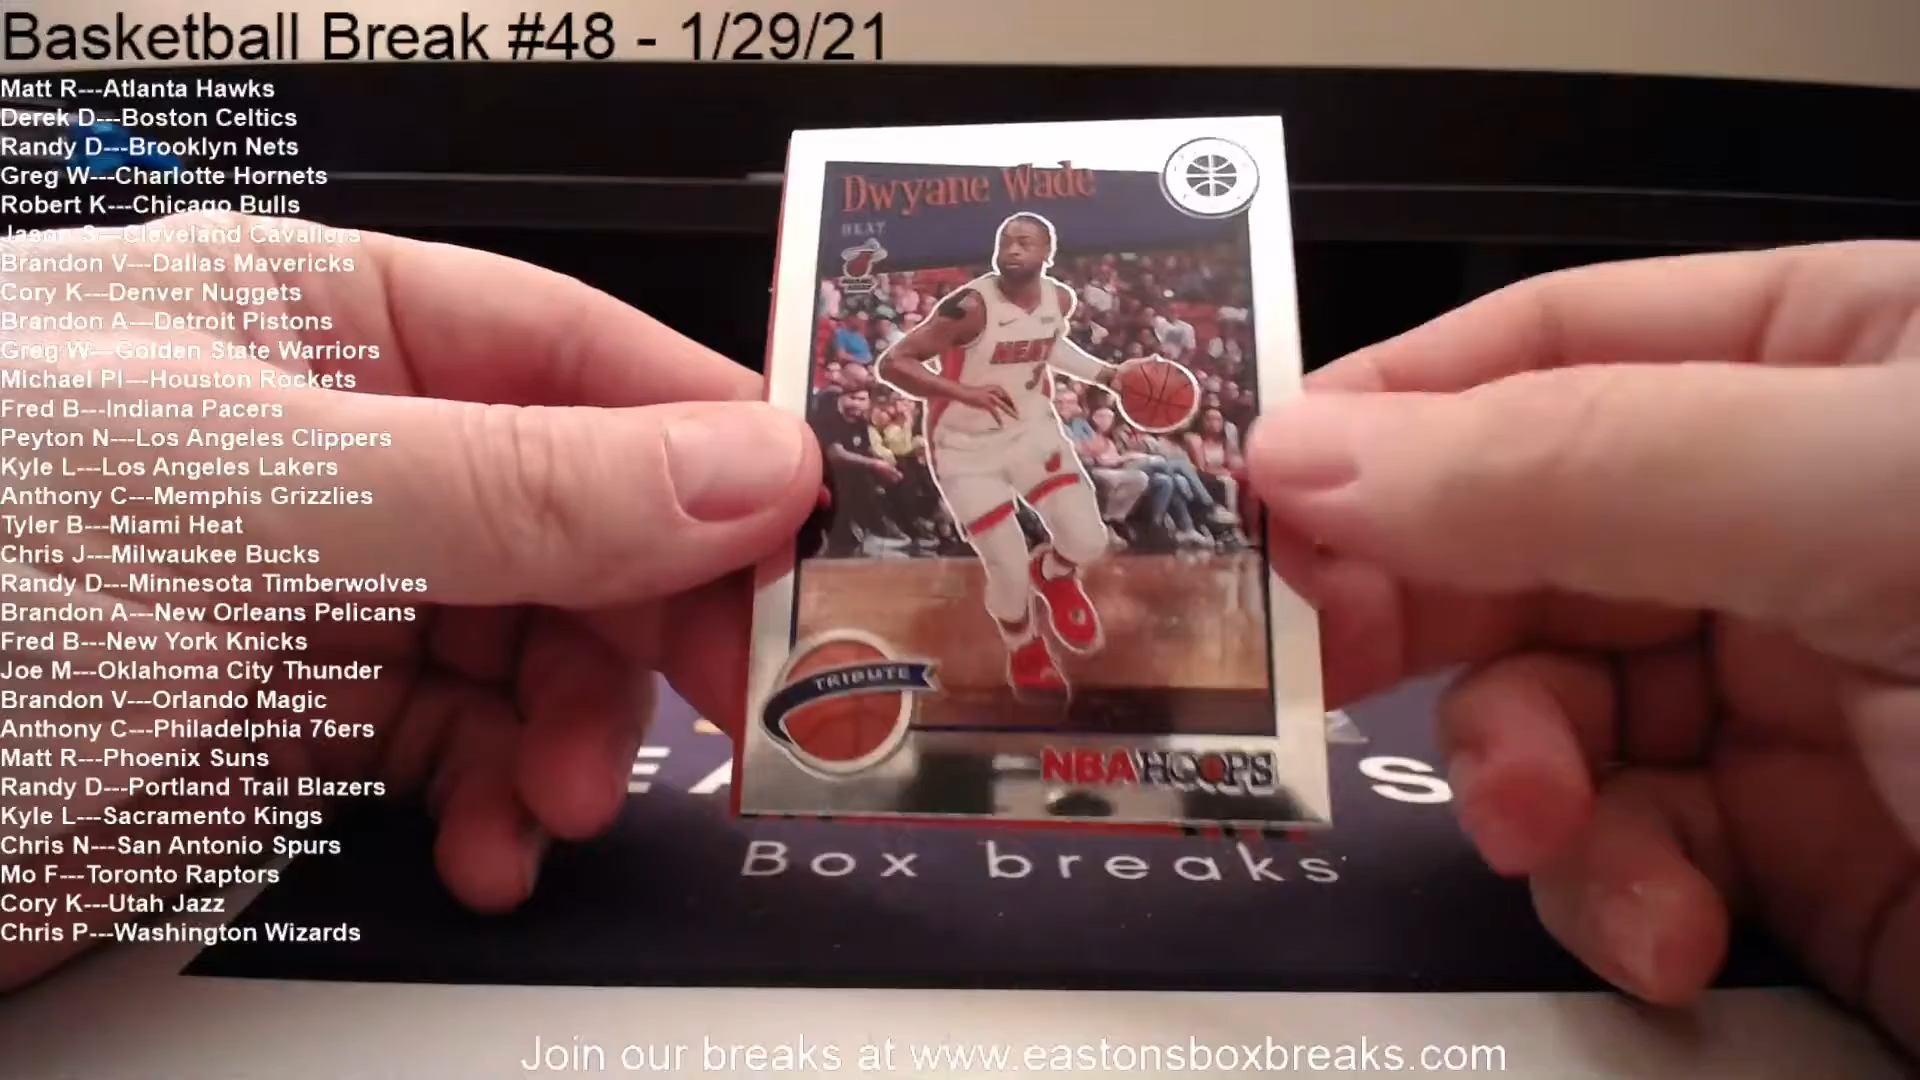 Basketball Break #48 - 1/29/21
Matt R---Atlanta Hawks
Derek D---Boston Celtics
Randy D---Brooklyn Nets
Greg W---Charlotte Hornets
Robert K---Chicago Bulls
Jason S---Cleveland Cavaliers
Brandon V---Dallas Mavericks
Cory K---Denver Nuggets
Brandon A---Detroit Pistons
Greg W---Golden State Warriors
Michael Pl---Houston Rockets
Fred B---Indiana Pacers
Peyton N---Los Angeles Clippers
Kyle L---Los Angeles Lakers
Anthony C---Memphis Grizzlies
Tyler B---Miami Heat
Chris J---Milwaukee Bucks
Randy D---Minnesota Timberwolves
Brandon A---New Orleans Pelicans
Fred B---New York Knicks
Joe M---Oklahoma City Thunder
Brandon V---Orlando Magic
Anthony C---Philadelphia 76ers
Matt R---Phoenix Suns
Randy D---Portland Trail Blazers
Kyle L---Sacramento Kings
Chris N---San Antonio Spurs
Mo F---Toronto Raptors
Cory K---Utah Jazz
Chris P---Washington Wizards
Dwyane Wade
HEAT
HEAT
3
TRIBUTE
NBA HOOPS
Box breaks
Join our breaks at www.eastonsboxbreaks.com